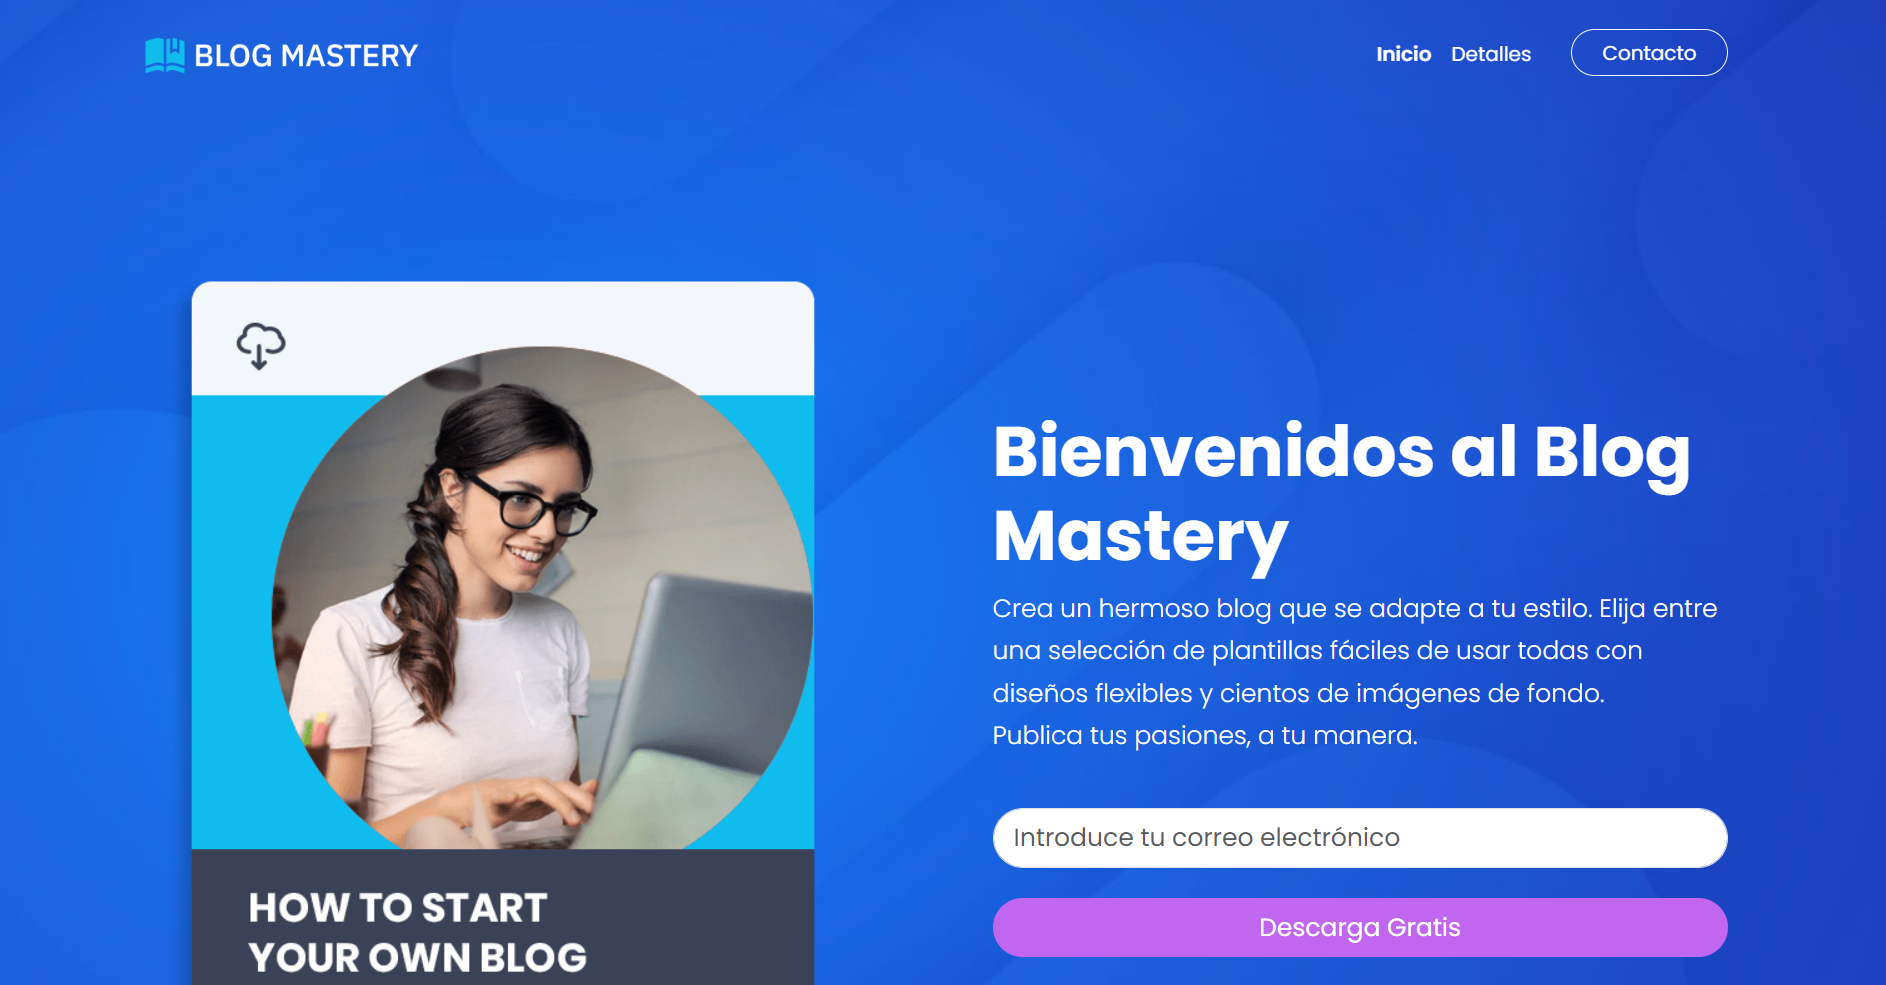 BLOG MASTERY
Inicio
Detalles
Contacto
HOW TO START
YOUR OWN BLOG
Bienvenidos al Blog
Mastery
Crea un hermoso blog que se adapte a tu estilo. Elija entre
una selección de plantillas fáciles de usar todas con
diseños flexibles y cientos de imágenes de fondo.
Publica tus pasiones, a tu manera.
Introduce tu correo electrónico
Descarga Gratis